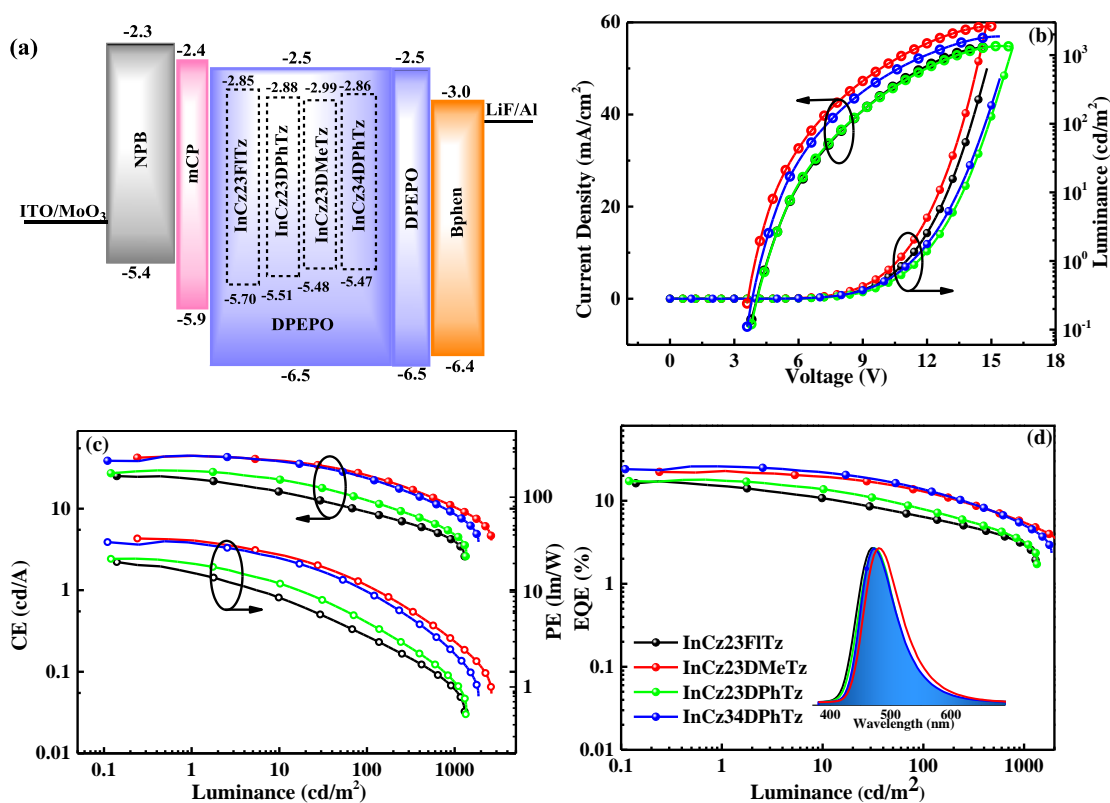 (a)
-2.3
-2.4
-2.5
-2.5
-2.85
-2.88
-2.99
-2.86
-3.0
LiF/Al
NPB
mCP
InCz23FlTz
InCz23DPhTz
InCz23DMeTz
InCz34DPhTz
DPEPO
Bphen
ITO/MoO3
-5.4
-5.70
-5.51
-5.48
-5.47
-5.9
DPEPO
-6.5
-6.5
-6.4
(b)
60
40
20
0
Current Density (mA/cm2)
10^3
10^2
10^1
10^0
10^-1
Luminance (cd/m2)
0 3 6 9 12 15 18
Voltage (V)
(c)
10
1
0.1
0.01
CE (cd/A)
100
10
1
PE (lm/W)
0.1 1 10 100 1000
Luminance (cd/m2)
(d)
100
10
1
0.1
0.01
EQE (%)
InCz23FlTz
InCz23DMeTz
InCz23DPhTz
InCz34DPhTz
400 500 600
Wavelength (nm)
0.1 1 10 100 1000
Luminance (cd/m2)